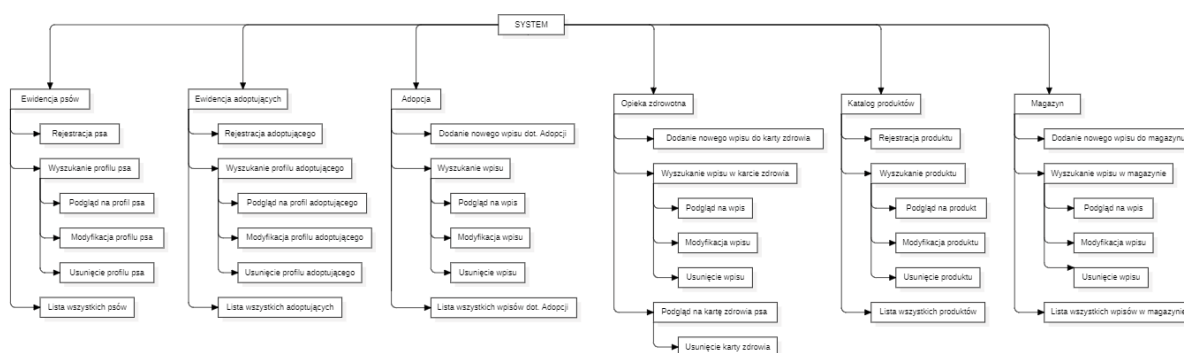 SYSTEM
Ewidencja psów
Rejestracja psa
Wyszukanie profilu psa
Podgląd na profil psa
Modyfikacja profilu psa
Usunięcie profilu psa
Lista wszystkich psów
Ewidencja adoptujących
Rejestracja adoptującego
Wyszukanie profilu adoptującego
Podgląd na profil adoptującego
Modyfikacja profilu adoptującego
Usunięcie profilu adoptującego
Lista wszystkich adoptujących
Adopcja
Dodanie nowego wpisu dot. Adopcji
Wyszukanie wpisu
Podgląd na wpis
Modyfikacja wpisu
Usunięcie wpisu
Lista wszystkich wpisów dot. Adopcji
Opieka zdrowotna
Dodanie nowego wpisu do karty zdrowia
Wyszukanie wpisu w karcie zdrowia
Podgląd na wpis
Modyfikacja wpisu
Usunięcie wpisu
Podgląd na kartę zdrowia psa
Usunięcie karty zdrowia
Katalog produktów
Rejestracja produktu
Wyszukanie produktu
Podgląd na produkt
Modyfikacja produktu
Usunięcie produktu
Lista wszystkich produktów
Magazyn
Dodanie nowego wpisu do magazynu
Wyszukanie wpisu w magazynie
Podgląd na wpis
Modyfikacja wpisu
Usunięcie wpisu
Lista wszystkich wpisów w magazynie